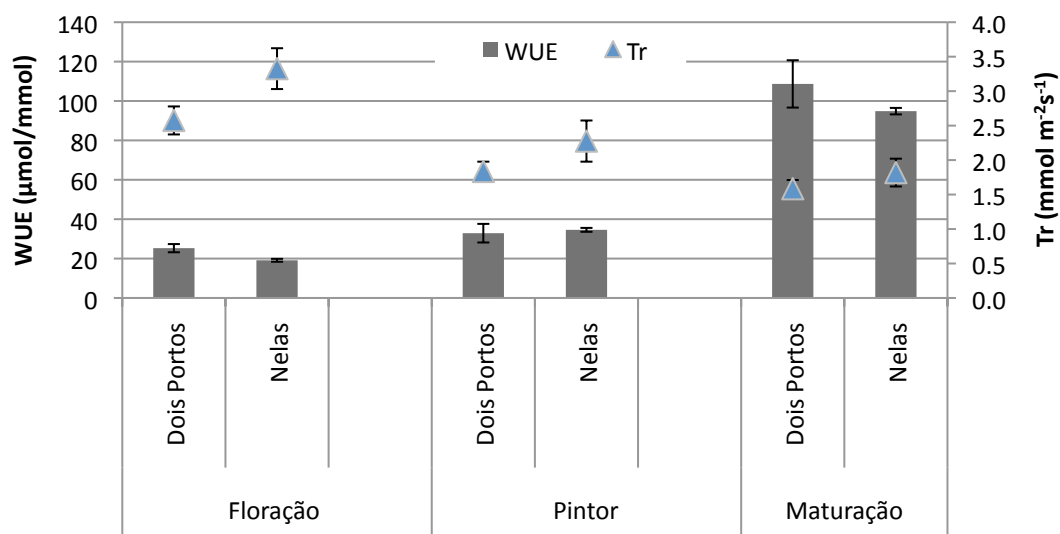 WUE (µmol/mmol)
140
120
100
80
60
40
20
0
WUE
Tr
4.0
3.5
3.0
2.5
2.0
1.5
1.0
0.5
0.0
Tr (mmol m⁻²s⁻¹)
Dois Portos
Nelas
Dois Portos
Nelas
Dois Portos
Nelas
Floração
Pintor
Maturação